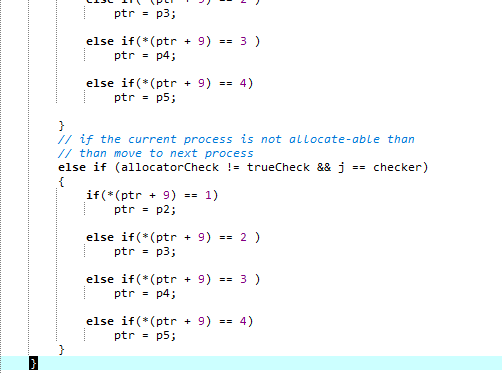 ptr = p3;
else if(*(ptr + 9) == 3 )
ptr = p4;
else if(*(ptr + 9) == 4)
ptr = p5;
}
// if the current process is not allocate-able than
// than move to next process
else if (allocatorCheck != trueCheck && j == checker)
{
if(*(ptr + 9) == 1)
ptr = p2;
else if(*(ptr + 9) == 2 )
ptr = p3;
else if(*(ptr + 9) == 3 )
ptr = p4;
else if(*(ptr + 9) == 4)
ptr = p5;
}
}